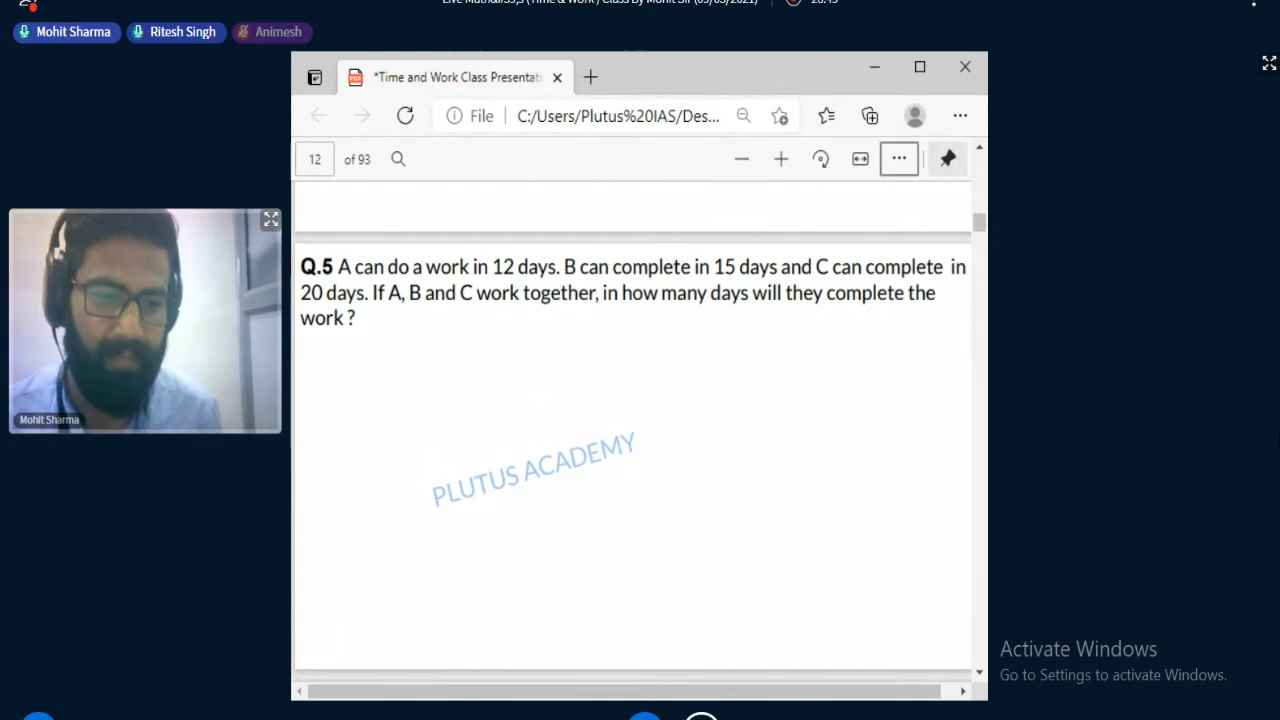 Mohit Sharma
Ritesh Singh
Animesh
*Time and Work Class Presentati
File
C:/Users/Plutus%20IAS/Des...
12
of 93
Q.5 A can do a work in 12 days. B can complete in 15 days and C can complete in
20 days. If A, B and C work together, in how many days will they complete the
work ?
Mohit Sharma
PLUTUS ACADEMY
Activate Windows
Go to Settings to activate Windows.